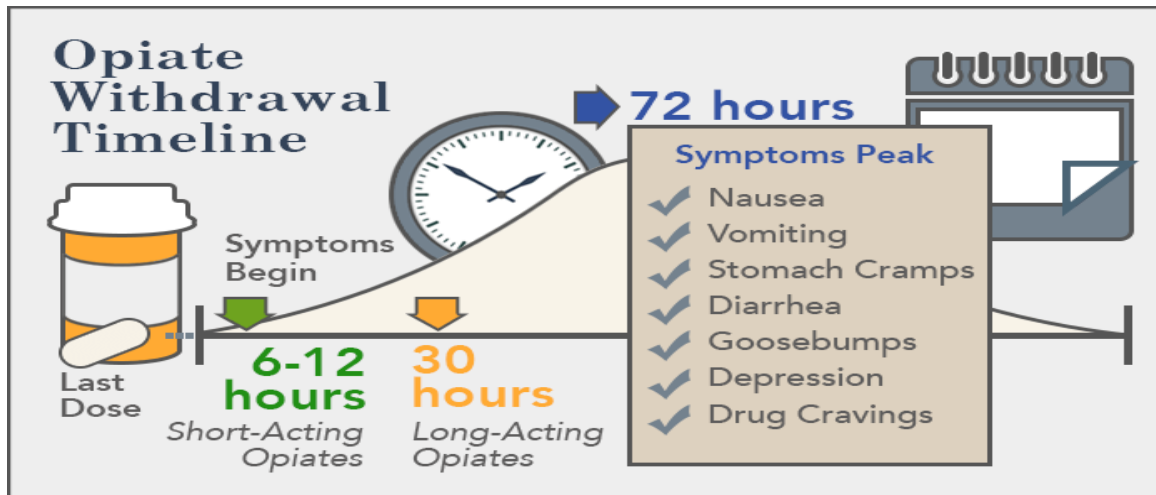 Opiate
Withdrawal
Timeline
72 hours
Symptoms Peak
Nausea
Vomiting
Stomach Cramps
Diarrhea
Goosebumps
Depression
Drug Cravings
Symptoms
Begin
Last
Dose
6-12
hours
Short-Acting
Opiates
30
hours
Long-Acting
Opiates